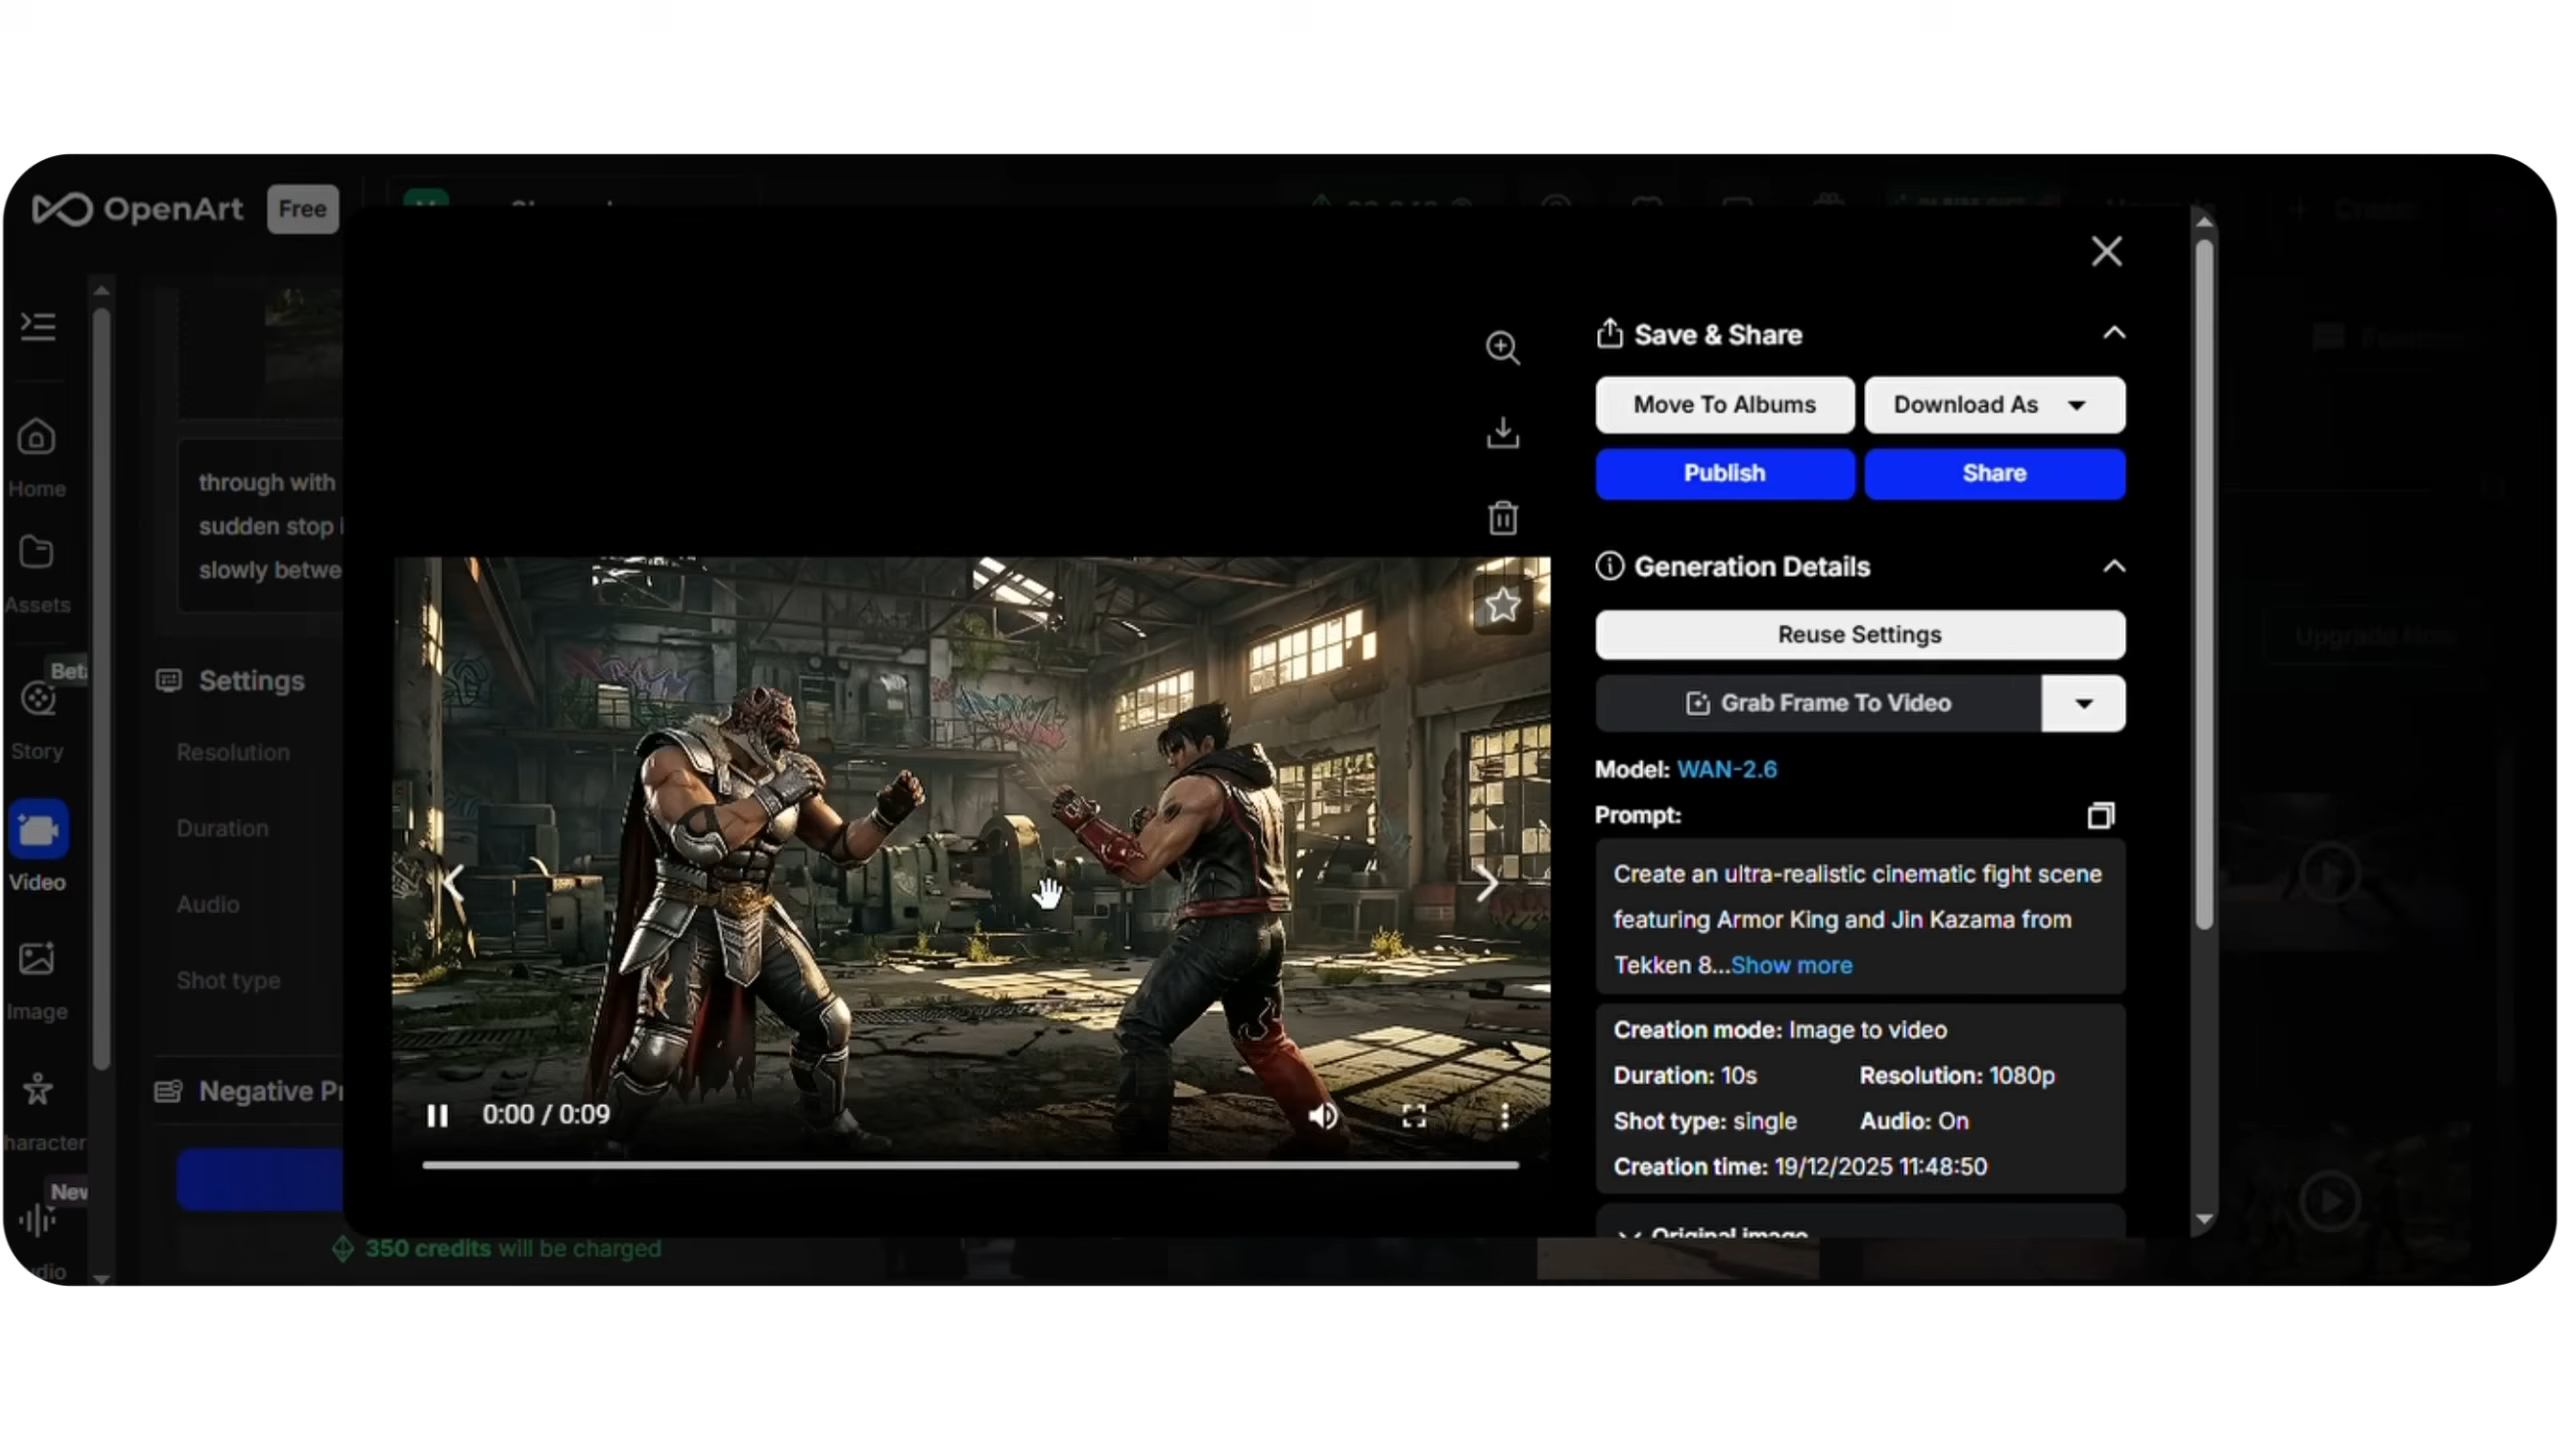 OpenArt Free
Home
Assets
Beta
Story
Video
Image
haracter
New
through with
sudden stop
slowly betwe
Settings
Resolution
Duration
Audio
Shot type
Negative Pr
350 credits will be charged
0:00 / 0:09
Save & Share
Move To Albums
Download As
Publish
Share
Generation Details
Reuse Settings
Grab Frame To Video
Model: WAN-2.6
Prompt:
Create an ultra-realistic cinematic fight scene
featuring Armor King and Jin Kazama from
Tekken 8...Show more
Creation mode: Image to video
Duration: 10s Resolution: 1080p
Shot type: single Audio: On
Creation time: 19/12/2025 11:48:50
Original image
Upgrade Now